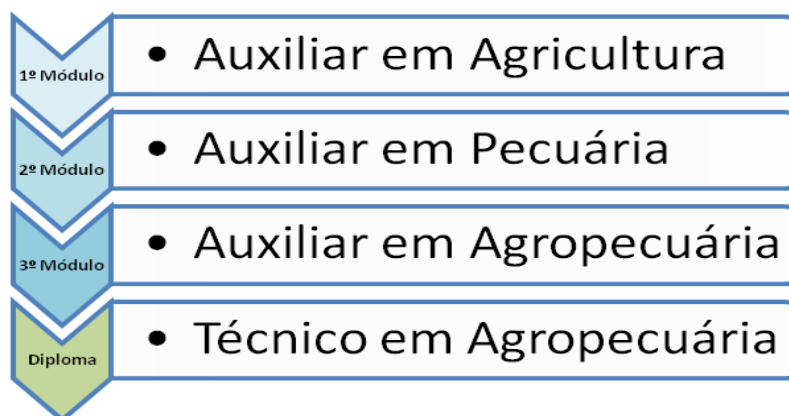 1º Módulo
• Auxiliar em Agricultura
2º Módulo
• Auxiliar em Pecuária
3º Módulo
• Auxiliar em Agropecuária
Diploma
• Técnico em Agropecuária